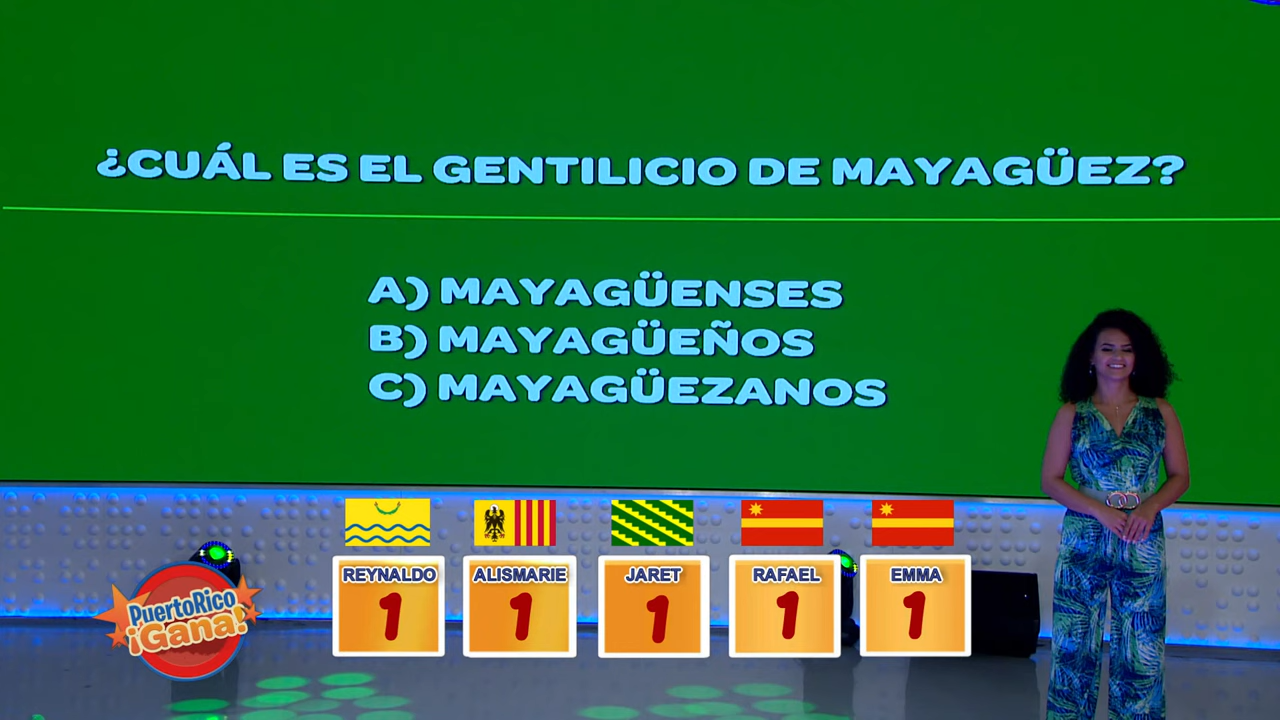 ¿CUÁL ES EL GENTILICIO DE MAYAGÜEZ?
A) MAYAGÜENSES
B) MAYAGÜEÑOS
C) MAYAGÜEZANOS
REYNALDO
1
ALISMARIE
1
JARET
1
RAFAEL
1
EMMA
1
PuertoRico
¡Gana!